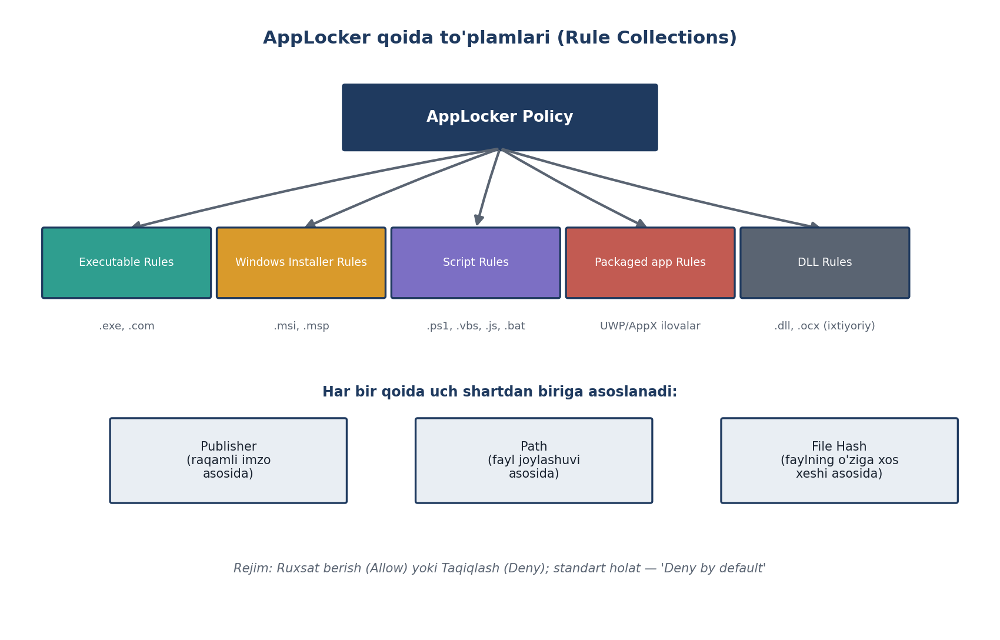 AppLocker qoida to'plamlari (Rule Collections)
AppLocker Policy
Executable Rules
Windows Installer Rules
Script Rules
Packaged app Rules
DLL Rules
.exe, .com
.msi, .msp
.ps1, .vbs, .js, .bat
UWP/AppX ilovalar
.dll, .ocx (ixtiyoriy)
Har bir qoida uch shartdan biriga asoslanadi:
Publisher
(raqamli imzo
asosida)
Path
(fayl joylashuvi
asosida)
File Hash
(faylning o'ziga xos
xeshi asosida)
Rejim: Ruxsat berish (Allow) yoki Taqiqlash (Deny); standart holat — 'Deny by default'